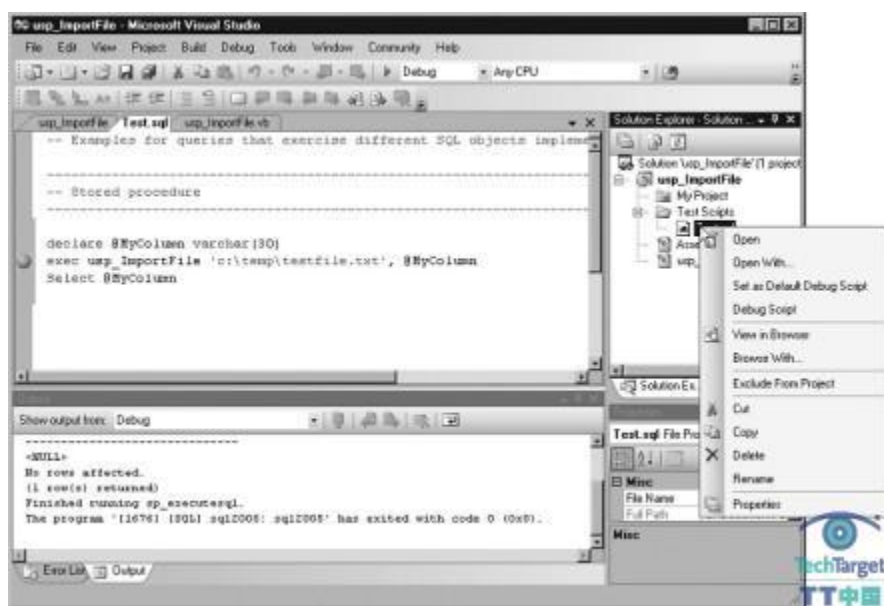 usp_ImportFile - Microsoft Visual Studio
File Edit View Project Build Debug Tools Window Community Help
Debug Any CPU
usp_ImportFile Test.sql usp_ImportFile.vb
-- Examples for queries that exercise different SQL objects impleme
-- Stored procedure
declare @MyColumn varchar(30)
exec usp_ImportFile 'c:\temp\testfile.txt', @MyColumn
Select @MyColumn
Solution Explorer - Solution ...
Solution 'usp_ImportFile' (1 project
usp_ImportFile
My Project
Test Scripts
Asse
usp_
Open
Open With...
Set as Default Debug Script
Debug Script
View in Browser
Browse With...
Exclude From Project
Cut
Copy
Delete
Rename
Properties
Solution Ex...
Test.sql File Pro
Misc
File Name
Full Path
Misc
Output
Show output from: Debug
<NULL>
No rows affected.
(1 row(s) returned)
Finished running sp_executesql.
The program '[1676] [SQL] sql2005: sql2005' has exited with code 0 (0x0).
Error List Output
TechTarget
TT中国